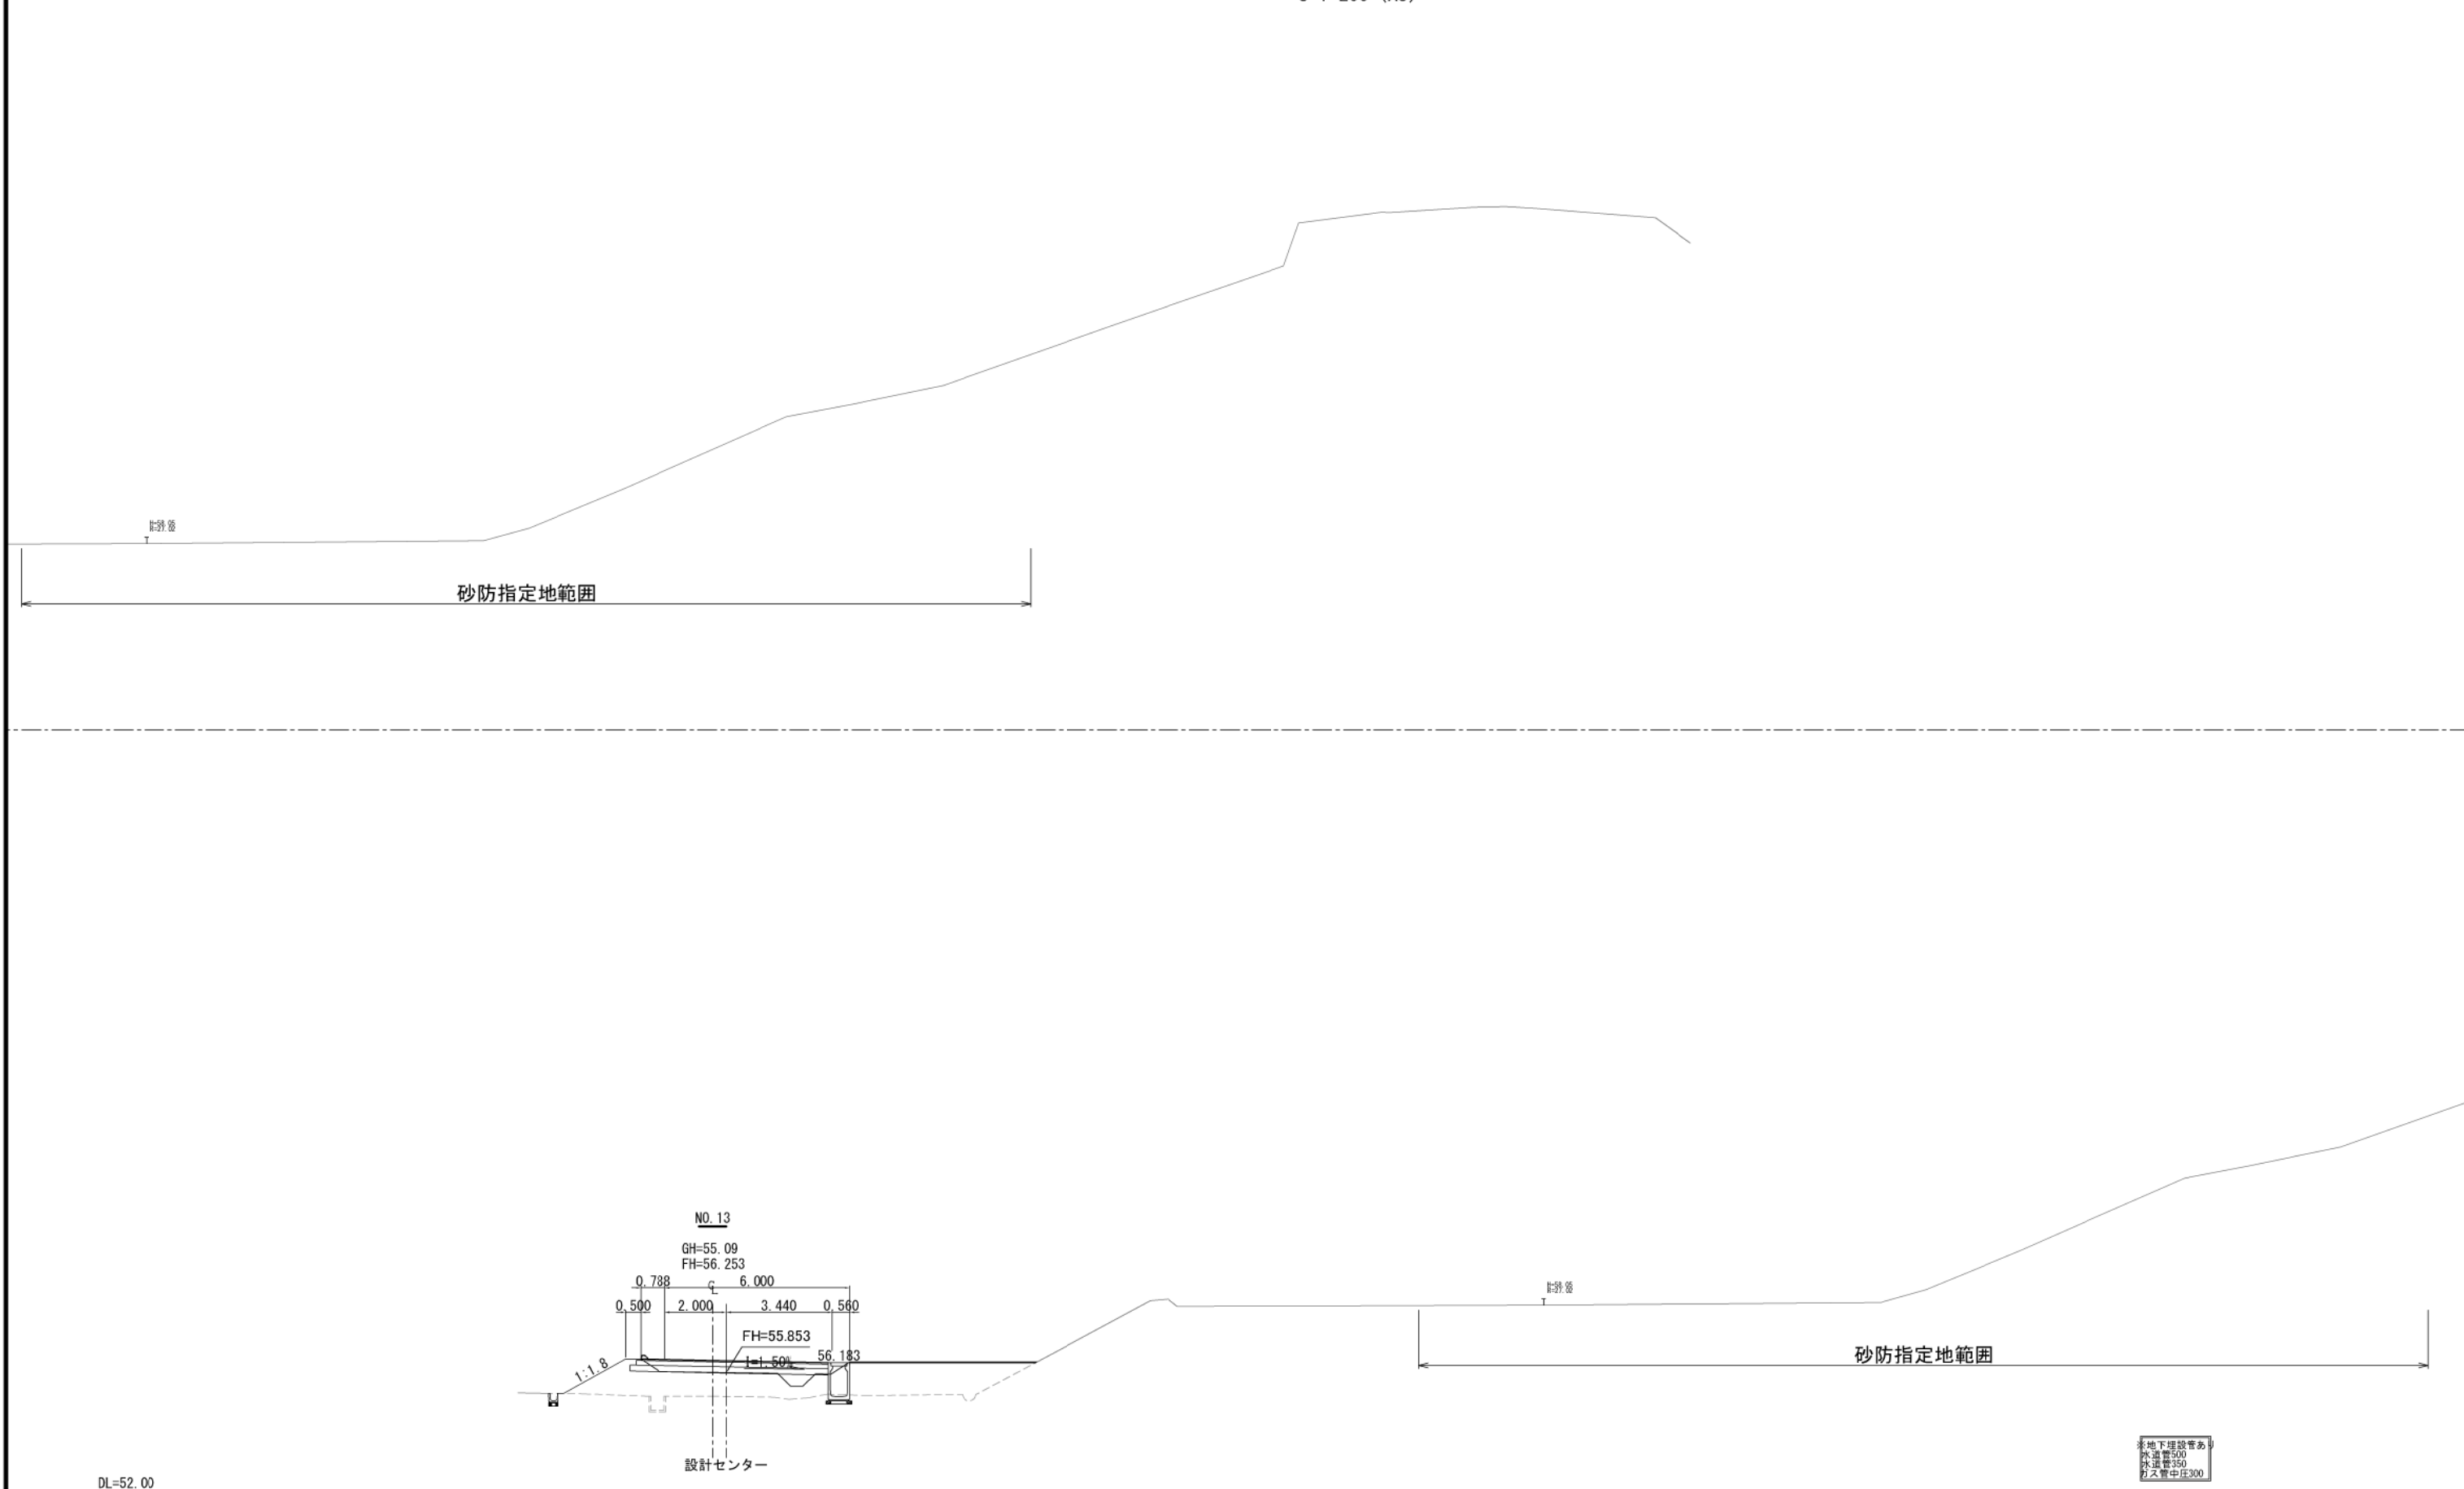 砂防指定地範囲
NO.13
GH=55.09
FH=56.253
0.788
6.000
0.500
2.000
3.440
0.560
FH=55.853
i=1.50%
56.183
1:1.8
砂防指定地範囲
設計センター
※地下埋設管あり
水道管500
水道管350
ガス管中圧300
DL=52.00